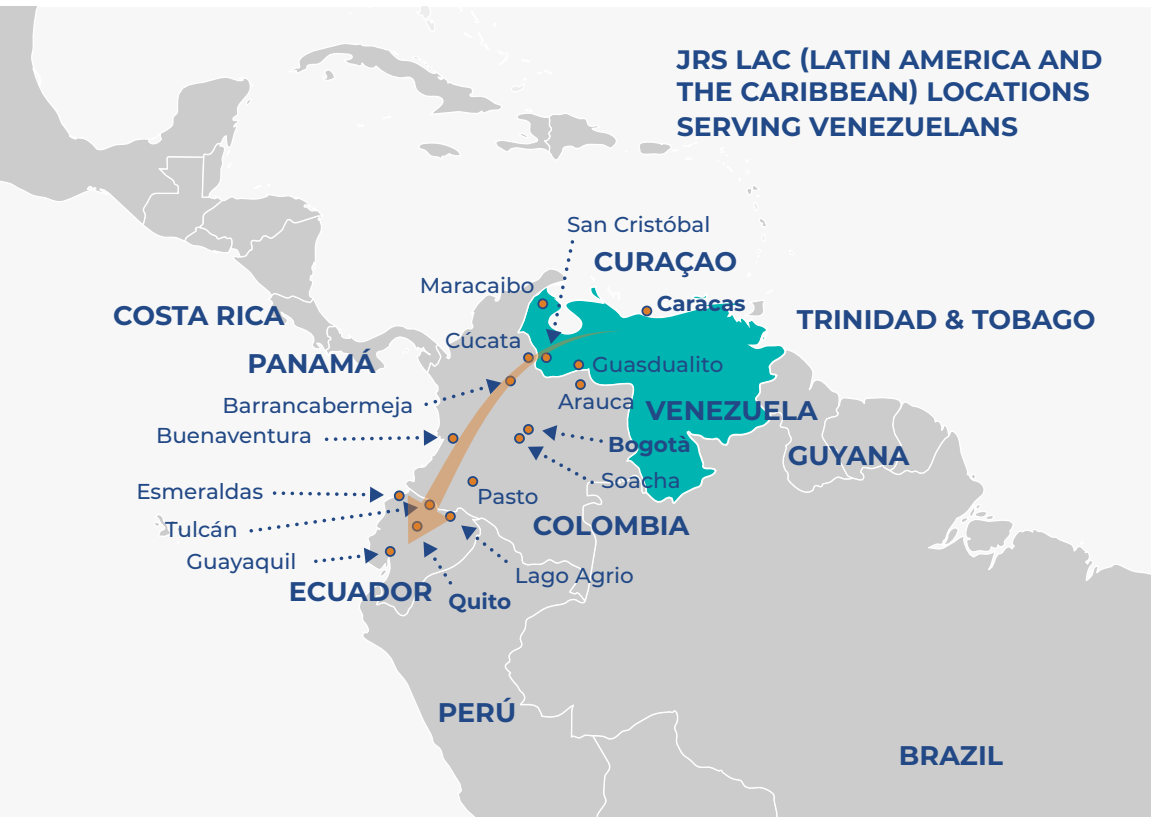 JRS LAC (LATIN AMERICA AND
THE CARIBBEAN) LOCATIONS
SERVING VENEZUELANS
San Cristóbal
CURAÇAO
Maracaibo
Caracas
COSTA RICA
TRINIDAD & TOBAGO
Cúcata
PANAMÁ
Guasdualito
Barrancabermeja
Arauca
VENEZUELA
Buenaventura
Bogotà
GUYANA
Soacha
Esmeraldas
Pasto
Tulcán
COLOMBIA
Guayaquil
Lago Agrio
ECUADOR
Quito
PERÚ
BRAZIL